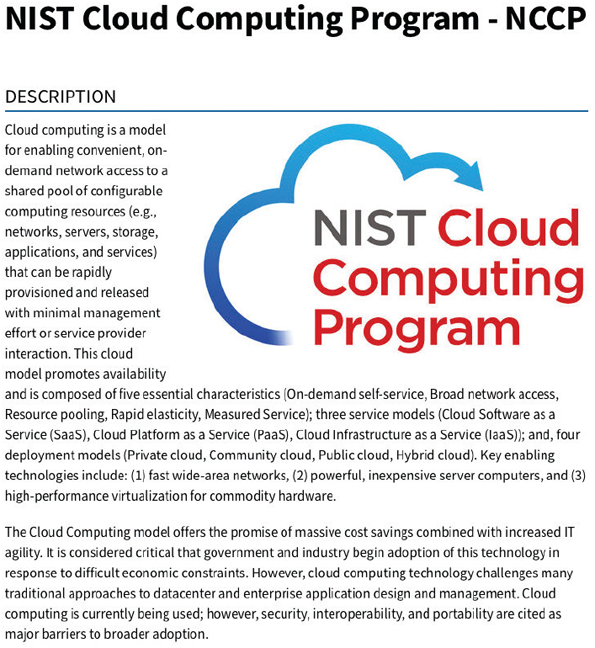 NIST Cloud Computing Program - NCCP
DESCRIPTION
Cloud computing is a model
for enabling convenient, on-
demand network access to a
shared pool of configurable
computing resources (e.g.,
networks, servers, storage,
applications, and services)
that can be rapidly
provisioned and released
with minimal management
effort or service provider
interaction. This cloud
model promotes availability
NIST Cloud
Computing
Program
and is composed of five essential characteristics (On-demand self-service, Broad network access,
Resource pooling, Rapid elasticity, Measured Service); three service models (Cloud Software as a
Service (SaaS), Cloud Platform as a Service (PaaS), Cloud Infrastructure as a Service (IaaS)); and, four
deployment models (Private cloud, Community cloud, Public cloud, Hybrid cloud). Key enabling
technologies include: (1) fast wide-area networks, (2) powerful, inexpensive server computers, and (3)
high-performance virtualization for commodity hardware.
The Cloud Computing model offers the promise of massive cost savings combined with increased IT
agility. It is considered critical that government and industry begin adoption of this technology in
response to difficult economic constraints. However, cloud computing technology challenges many
traditional approaches to datacenter and enterprise application design and management. Cloud
computing is currently being used; however, security, interoperability, and portability are cited as
major barriers to broader adoption.